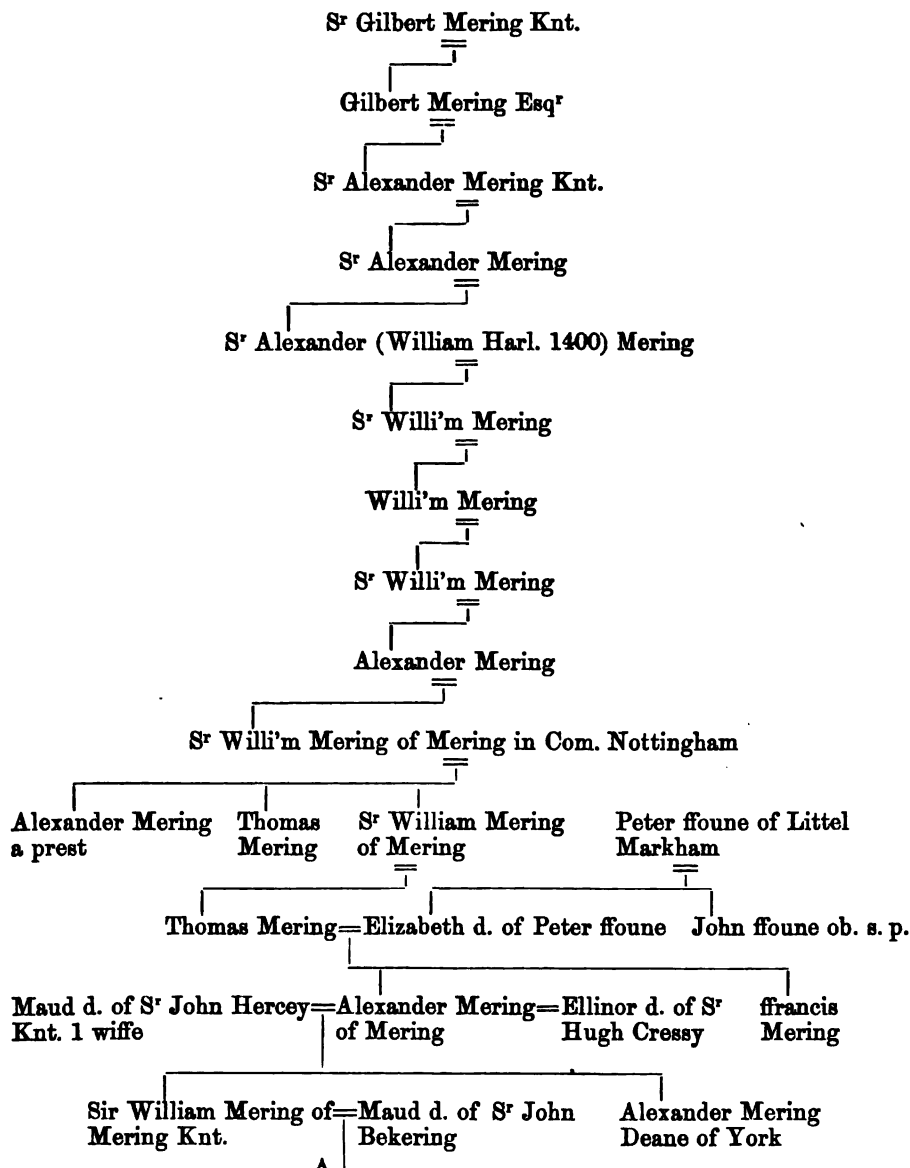 Sʳ Gilbert Mering Knt.
Gilbert Mering Esqʳ
Sʳ Alexander Mering Knt.
Sʳ Alexander Mering
Sʳ Alexander (William Harl. 1400) Mering
Sʳ Willi'm Mering
Willi'm Mering
Sʳ Willi'm Mering
Alexander Mering
Sʳ Willi'm Mering of Mering in Com. Nottingham
Alexander Mering Thomas Sʳ William Mering Peter ffoune of Littel
a prest Mering of Mering Markham
Thomas Mering=Elizabeth d. of Peter ffoune John ffoune ob. s. p.
Maud d. of Sʳ John Hercey=Alexander Mering=Ellinor d. of Sʳ ffrancis
Knt. 1 wiffe of Mering Hugh Cressy Mering
Sir William Mering of=Maud d. of Sʳ John Alexander Mering
Mering Knt. Bekering Deane of York
A